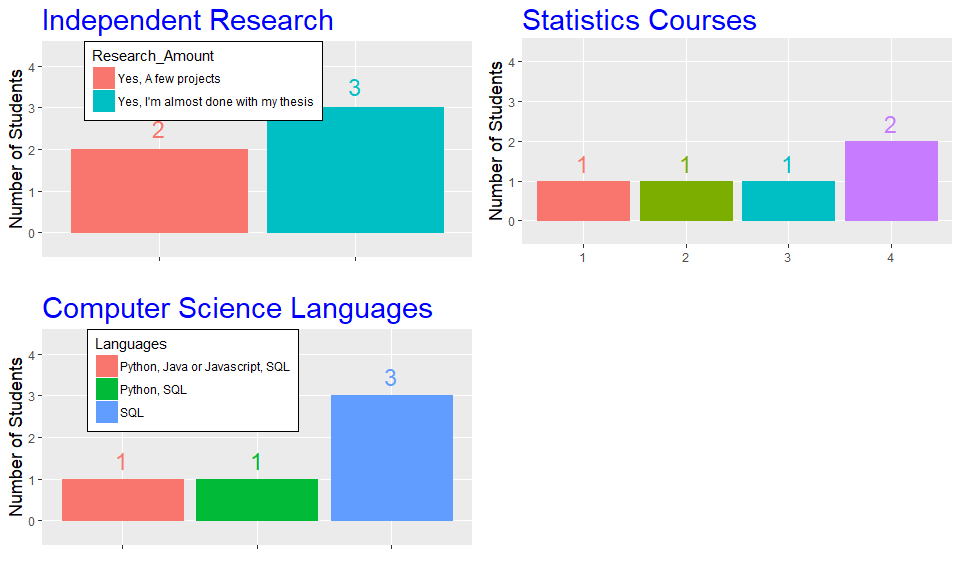 Independent Research
Number of Students
4
3
2
1
0
Research_Amount
Yes, A few projects
Yes, I'm almost done with my thesis
2
3
Statistics Courses
Number of Students
4
3
2
1
0
1
1
1
2
1
2
3
4
Computer Science Languages
Number of Students
4
3
2
1
0
Languages
Python, Java or Javascript, SQL
Python, SQL
SQL
1
1
3